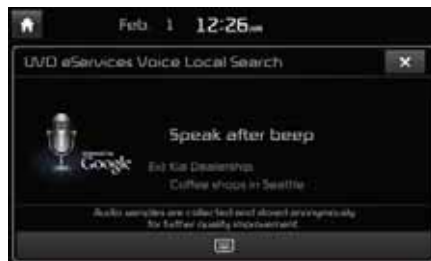 Feb. 1 12:26AM
UVO eServices Voice Local Search
Speak after beep
Google
Ex) Kia Dealership
Coffee shops in Seattle
Audio samples are collected and stored anonymously
for further quality improvement.